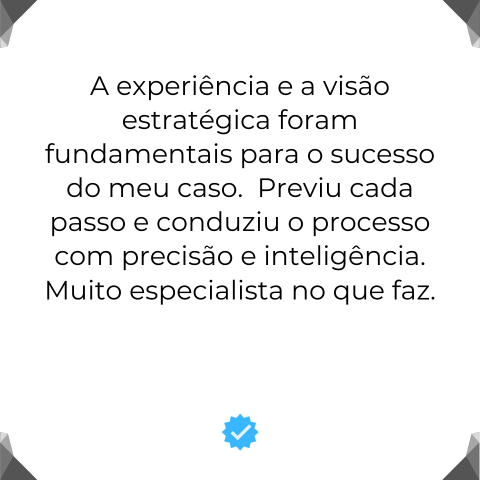 A experiência e a visão
estratégica foram
fundamentais para o sucesso
do meu caso.  Previu cada
passo e conduziu o processo
com precisão e inteligência.
Muito especialista no que faz.